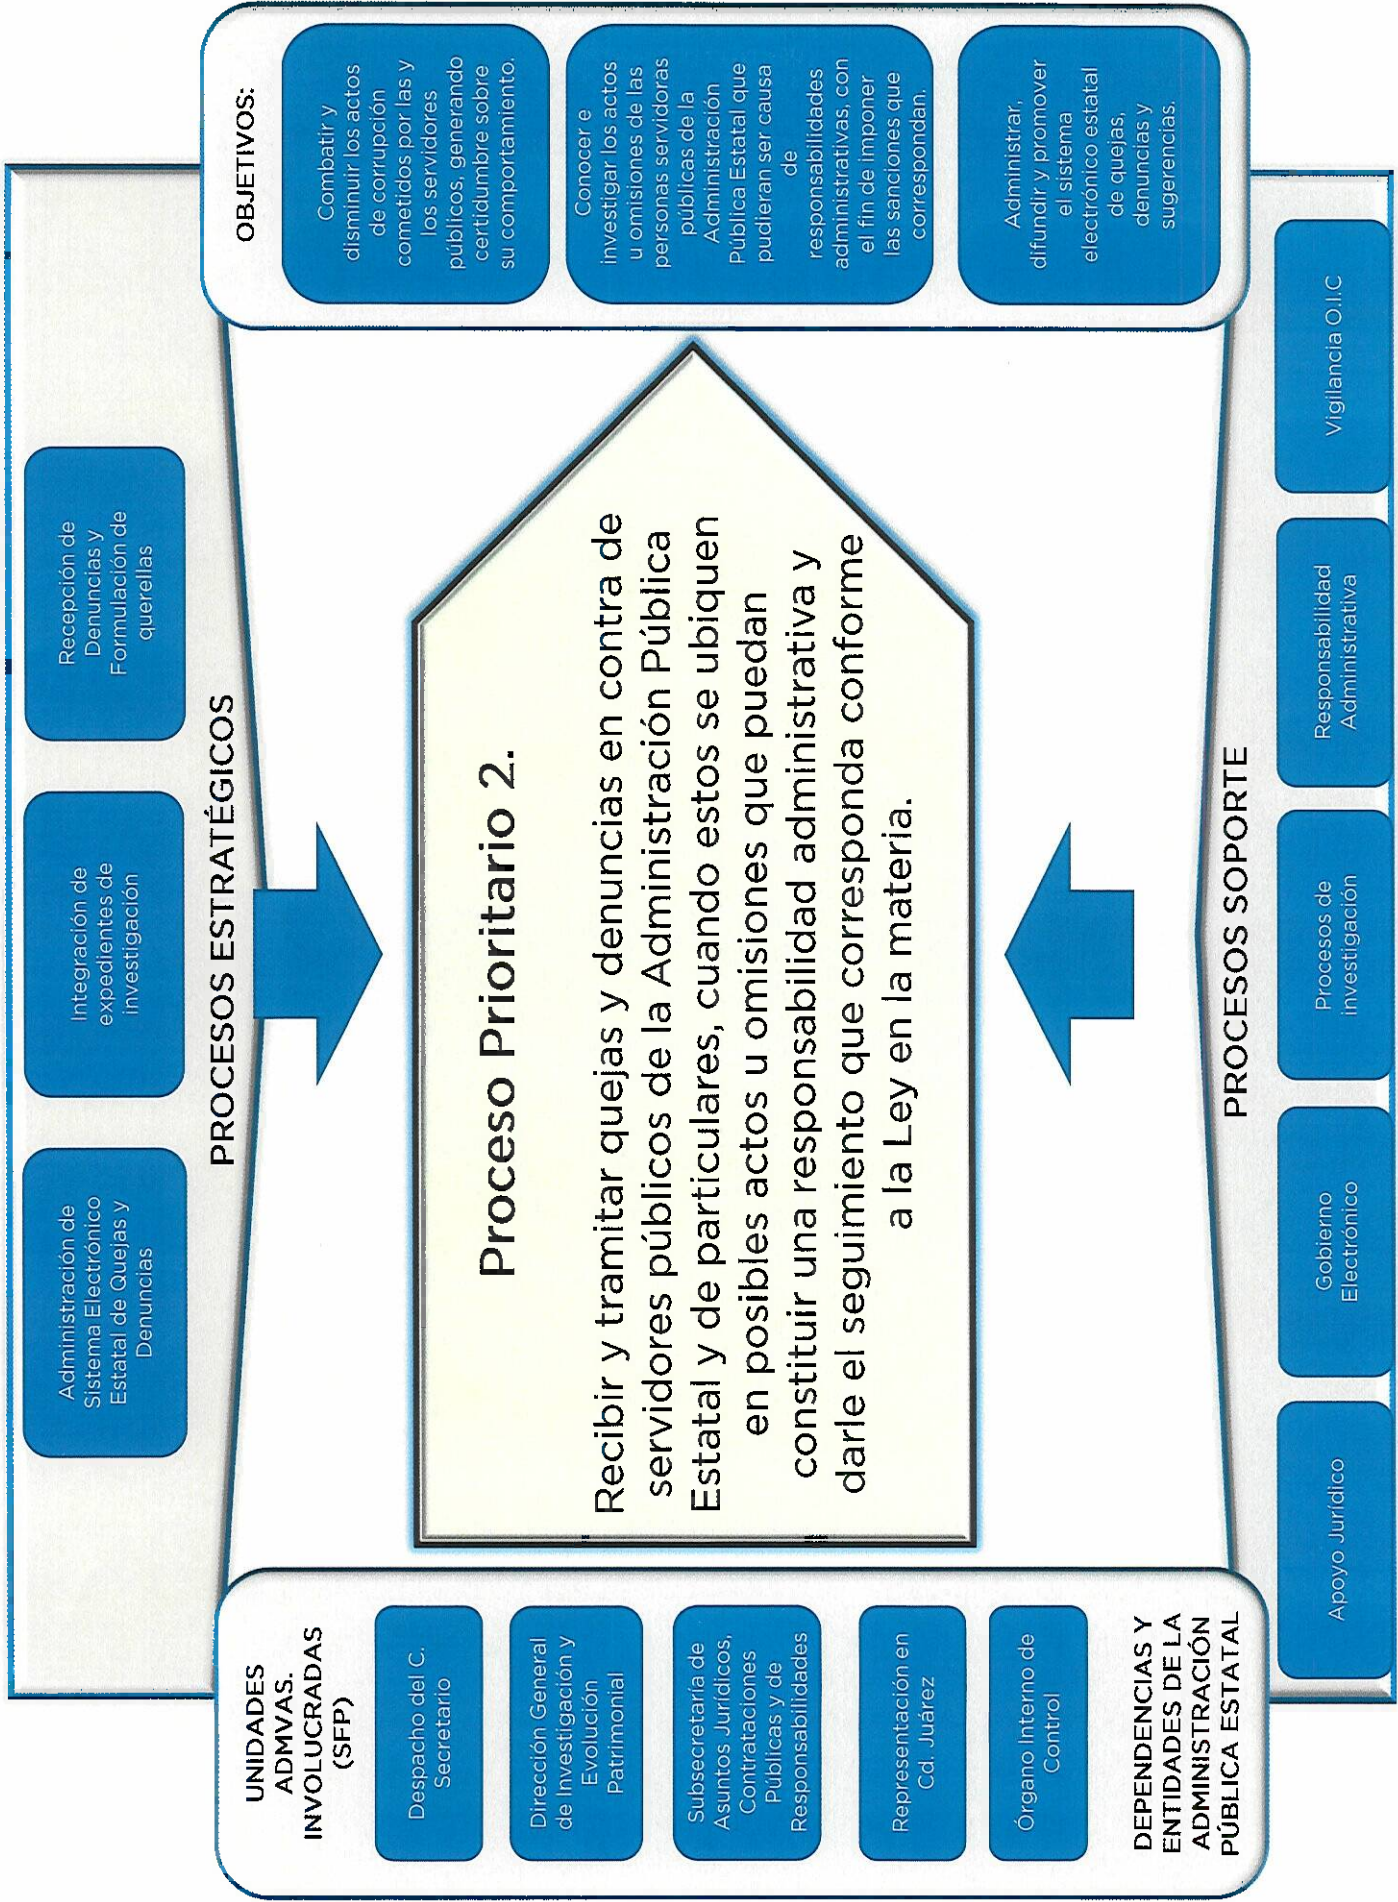 Administración de
Sistema Electrónico
Estatal de Quejas y
Denuncias
Integración de
expedientes de
investigación
Recepción de
Denuncias y
Formulación de
querellas
PROCESOS ESTRATÉGICOS
UNIDADES
ADMVAS.
INVOLUCRADAS
(SFP)
Despacho del C.
Secretario
Dirección General
de Investigación y
Evolución
Patrimonial
Subsecretaría de
Asuntos Jurídicos,
Contrataciones
Públicas y de
Responsabilidades
Representación en
Cd. Juárez
Órgano Interno de
Control
DEPENDENCIAS Y
ENTIDADES DE LA
ADMINISTRACIÓN
PÚBLICA ESTATAL
Proceso Prioritario 2.
Recibir y tramitar quejas y denuncias en contra de
servidores públicos de la Administración Pública
Estatal y de particulares, cuando estos se ubiquen
en posibles actos u omisiones que puedan
constituir una responsabilidad administrativa y
darle el seguimiento que corresponda conforme
a la Ley en la materia.
OBJETIVOS:
Combatir y
disminuir los actos
de corrupción
cometidos por las y
los servidores
públicos, generando
certidumbre sobre
su comportamiento.
Conocer e
investigar los actos
u omisiones de las
personas servidoras
públicas de la
Administración
Pública Estatal que
pudieran ser causa
de
responsabilidades
administrativas, con
el fin de imponer
las sanciones que
correspondan.
Administrar,
difundir y promover
el sistema
electrónico estatal
de quejas,
denuncias y
sugerencias.
PROCESOS SOPORTE
Apoyo Jurídico
Gobierno
Electrónico
Procesos de
investigación
Responsabilidad
Administrativa
Vigilancia O.I.C